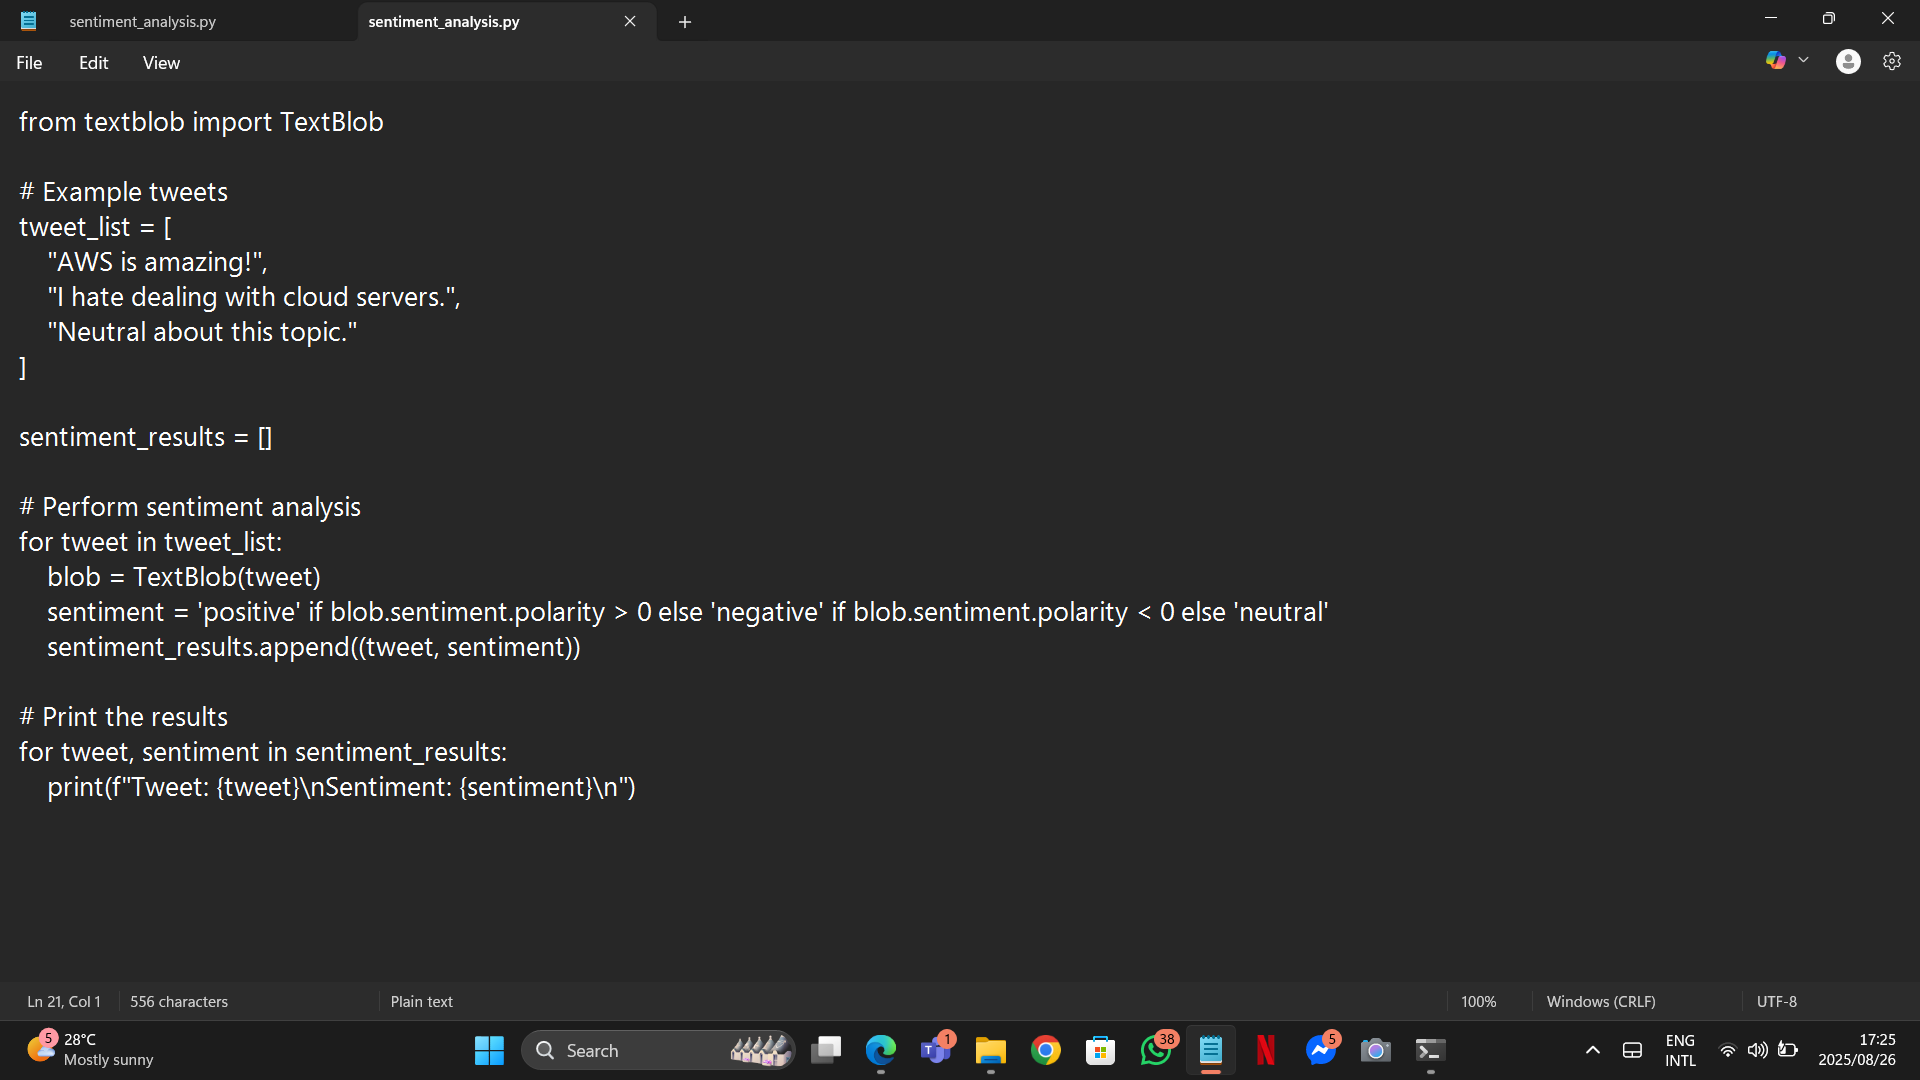 sentiment_analysis.py
sentiment_analysis.py
File Edit View
from textblob import TextBlob
# Example tweets
tweet_list = [
"AWS is amazing!",
"I hate dealing with cloud servers.",
"Neutral about this topic."
]
sentiment_results = []
# Perform sentiment analysis
for tweet in tweet_list:
blob = TextBlob(tweet)
sentiment = 'positive' if blob.sentiment.polarity > 0 else 'negative' if blob.sentiment.polarity < 0 else 'neutral'
sentiment_results.append((tweet, sentiment))
# Print the results
for tweet, sentiment in sentiment_results:
print(f"Tweet: {tweet}\nSentiment: {sentiment}\n")
Ln 21, Col 1 556 characters Plain text 100% Windows (CRLF) UTF-8
5 28°C
Mostly sunny
Search
1
38
5
ENG
INTL
17:25
2025/08/26